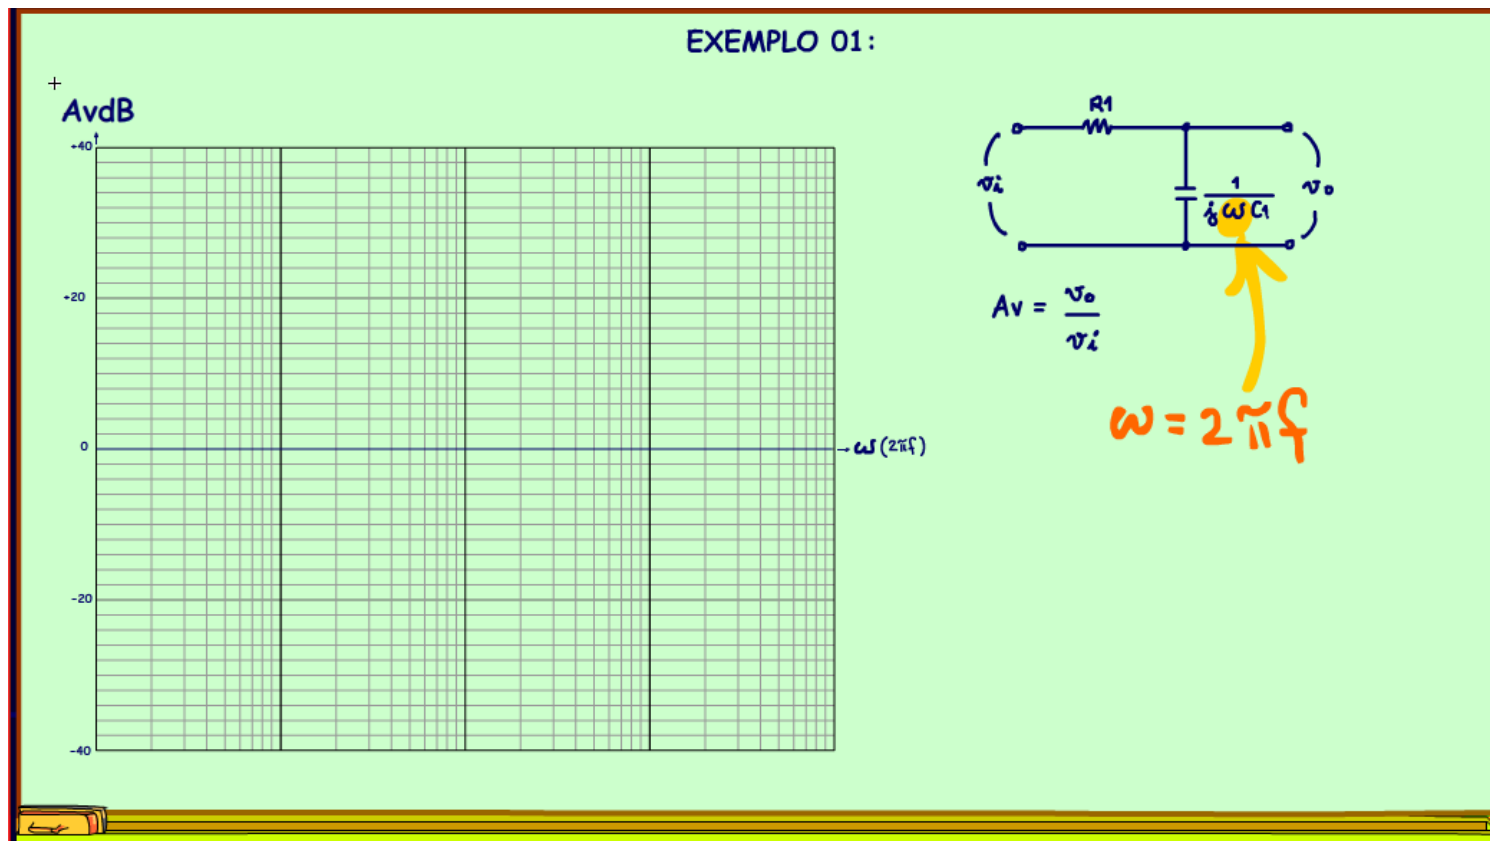 EXEMPLO 01:
AvdB
+40
+20
0
-20
-40
ω(2πf)
R1
vi
1
jωC1
vo
Av = vo
vi
ω = 2πf